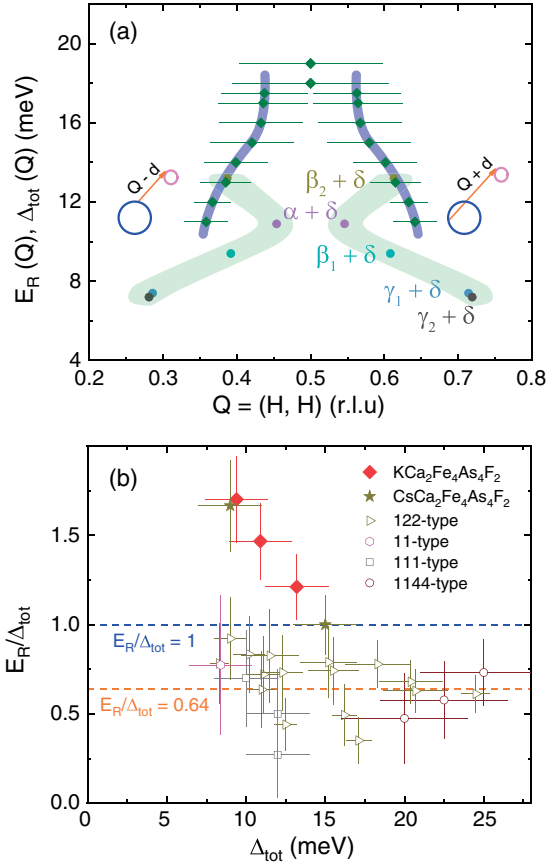 (a)
20
16
12
8
4
E_R (Q), Δ_tot (Q) (meV)
Q - d
Q + d
β₂ + δ
α + δ
β₁ + δ
γ₁ + δ
γ₂ + δ
0.2 0.3 0.4 0.5 0.6 0.7 0.8
Q = (H, H) (r.l.u)
(b)
KCa₂Fe₄As₄F₂
CsCa₂Fe₄As₄F₂
122-type
11-type
111-type
1144-type
1.5
1.0
0.5
0.0
E_R/Δ_tot
E_R/Δ_tot = 1
E_R/Δ_tot = 0.64
0 5 10 15 20 25
Δ_tot (meV)